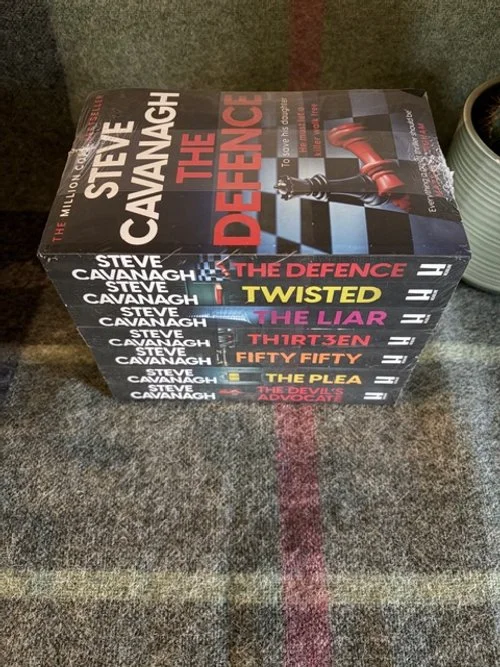 THE MILLION COPY BESTSELLER
STEVE
CAVANAGH
THE
DEFENCE
To save his daughter
He must let a
killer walk free
STEVE
CAVANAGH
THE DEFENCE
STEVE
CAVANAGH
TWISTED
STEVE
CAVANAGH
THE LIAR
STEVE
CAVANAGH
TH1RT3EN
STEVE
CAVANAGH
FIFTY FIFTY
STEVE
CAVANAGH
THE PLEA
STEVE
CAVANAGH
THE DEVIL'S
ADVOCATE